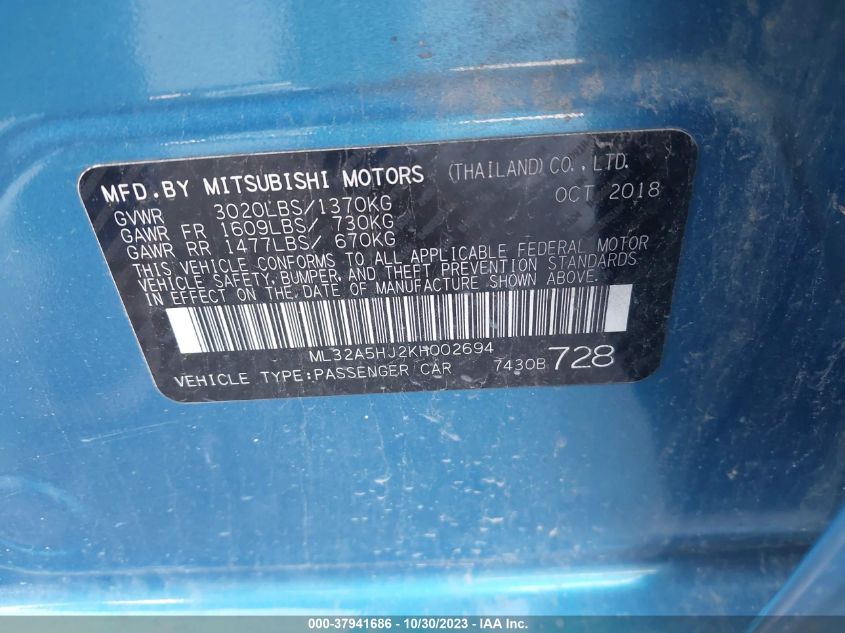 MFD.BY MITSUBISHI MOTORS (THAILAND) CO., LTD.
OCT 2018
GVWR 3020LBS/1370KG
GAWR FR 1609LBS/ 730KG
GAWR RR 1477LBS/ 670KG
THIS VEHICLE CONFORMS TO ALL APPLICABLE FEDERAL MOTOR
VEHICLE SAFETY, BUMPER, AND THEFT PREVENTION STANDARDS
IN EFFECT ON THE DATE OF MANUFACTURE SHOWN ABOVE.
ML32A5HJ2KH002694
VEHICLE TYPE:PASSENGER CAR 7430B 728
000-37941686 - 10/30/2023 - IAA Inc.